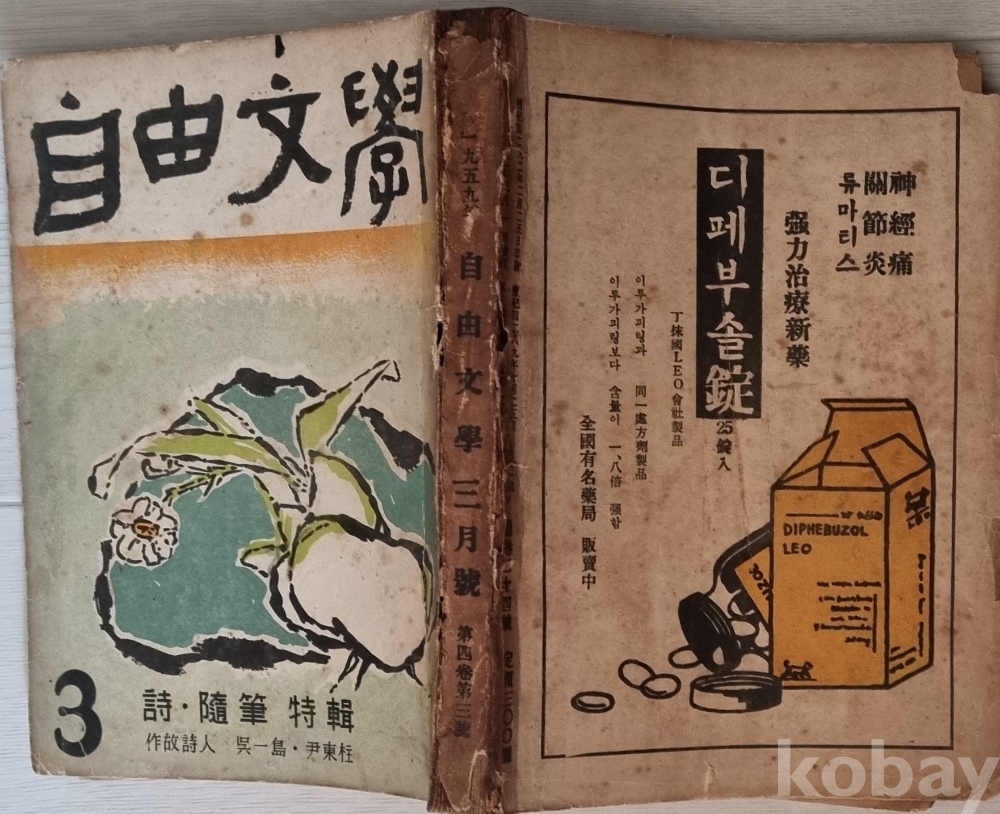 自由文學
3
詩・隨筆 特輯
作故詩人 吳一島・尹東柱
一九五九年 自由文學 三月號 第四卷第三號
神經痛
關節炎
류마티스
强力治療新藥
디페부솔錠
25錠入
丁抹國LEO會社製品
이루가피링과 同一處方劑製品
이루가피링보다 含量이 一、八倍 强함
全國有名藥局 販賣中
DIPHEBUZOL
LEO
kobay